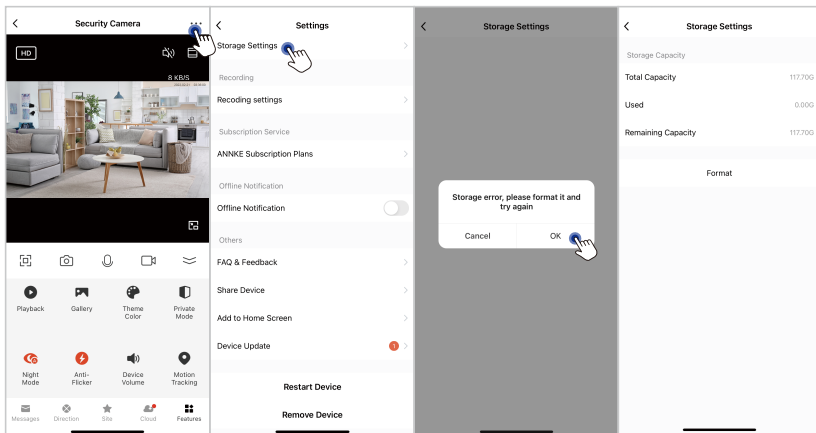 Security Camera
HD
8 KB/S
Playback
Gallery
Theme
Color
Private
Mode
Night
Mode
Anti-
Flicker
Device
Volume
Motion
Tracking
Messages
Direction
Site
Cloud
Features
Settings
Storage Settings
Recording
Recoding settings
Subscription Service
ANNKE Subscription Plans
Offline Notification
Offline Notification
Others
FAQ & Feedback
Share Device
Add to Home Screen
Device Update
1
Restart Device
Remove Device
Storage Settings
Storage error, please format it and
try again
Cancel
OK
Storage Settings
Storage Capacity
Total Capacity
117.70G
Used
0.00G
Remaining Capacity
117.70G
Format